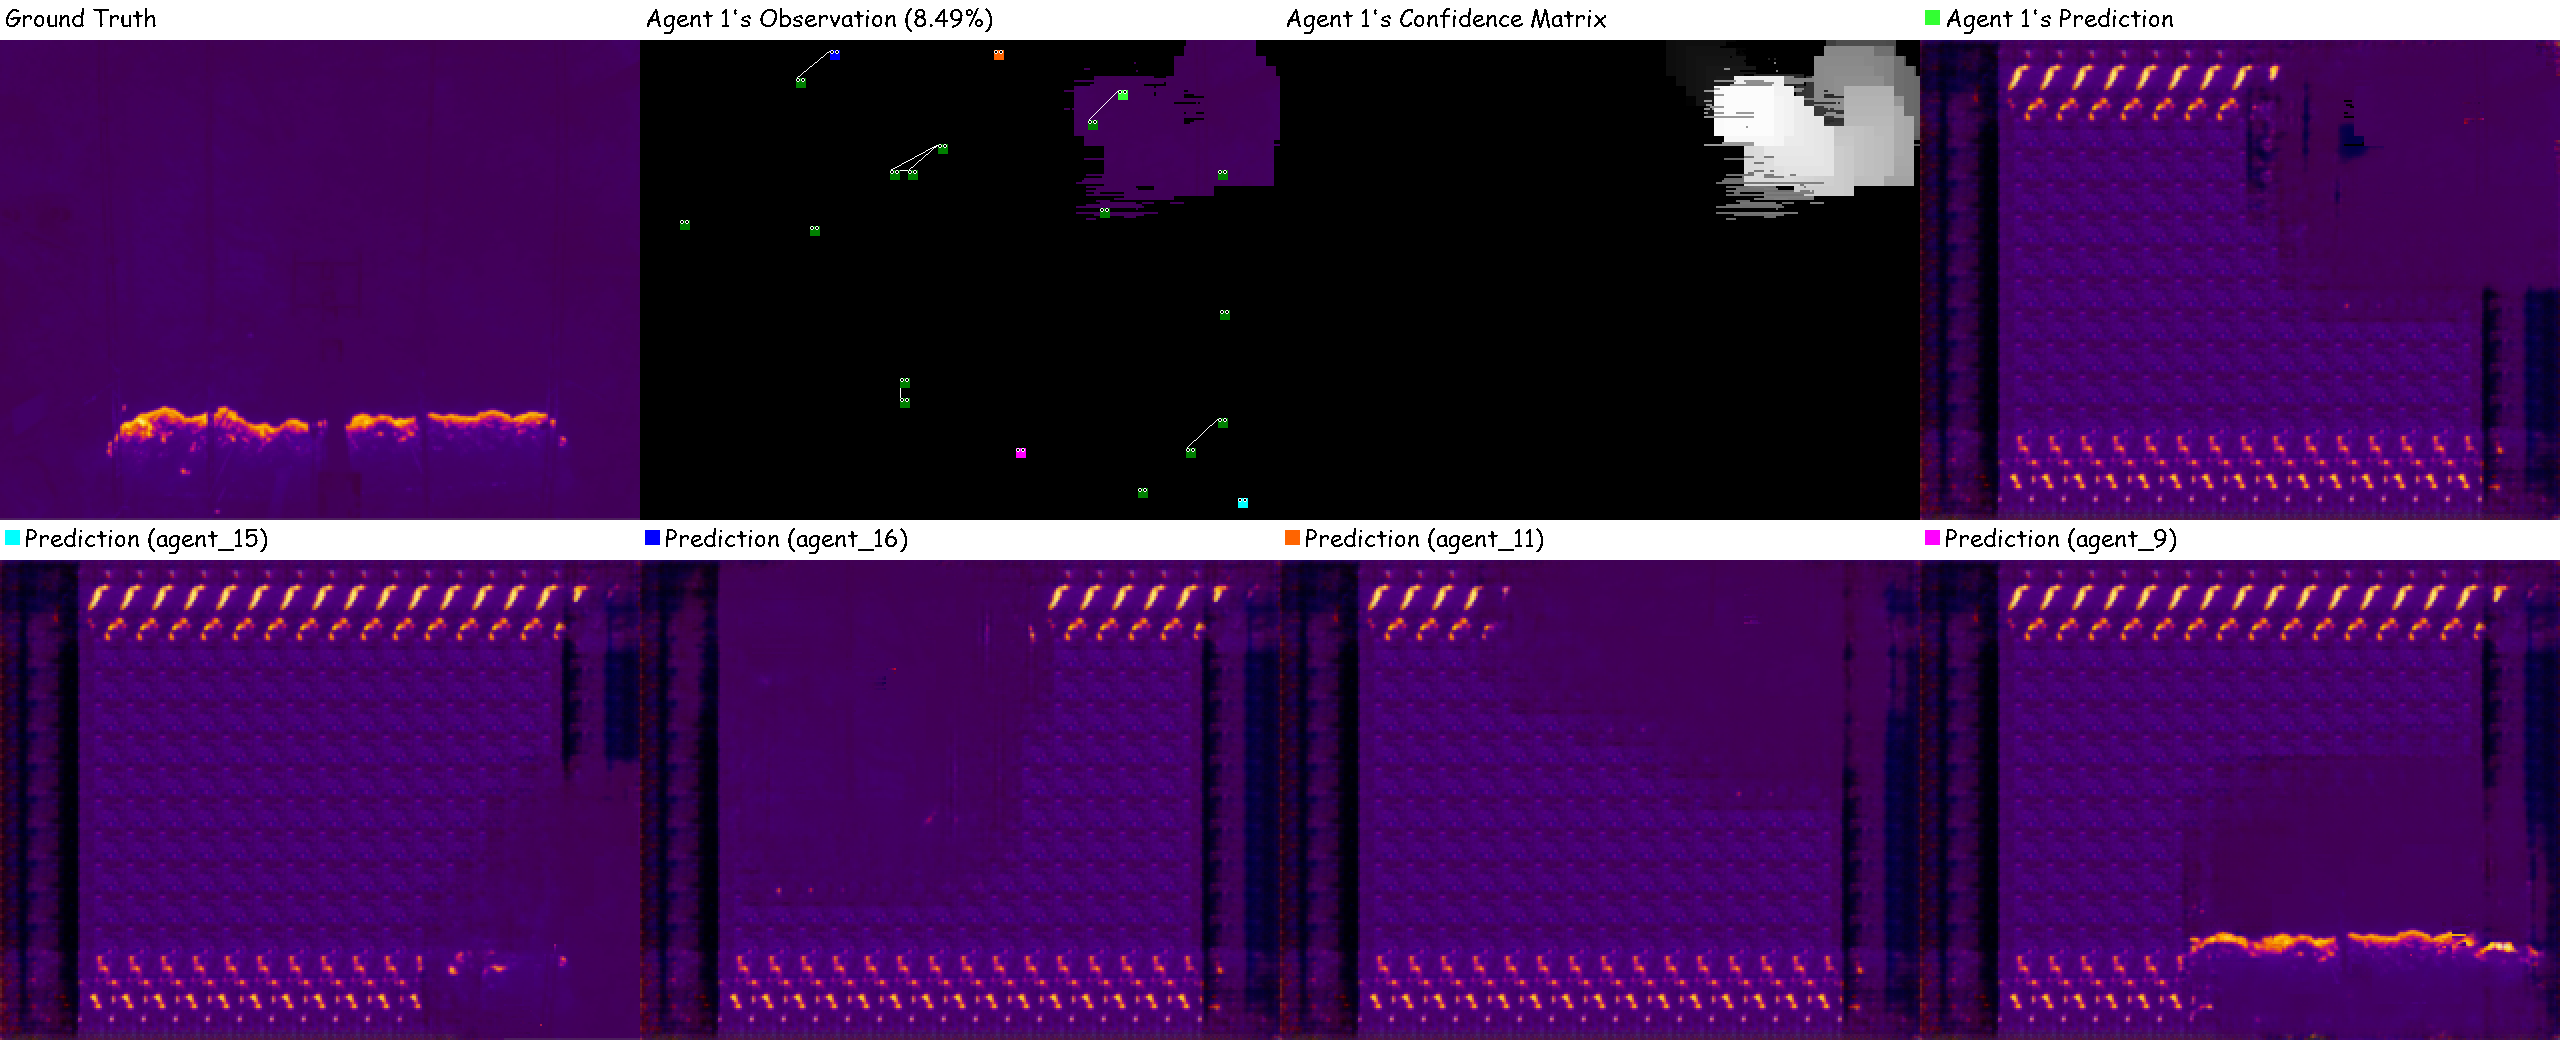 Ground Truth
Agent 1's Observation (8.49%)
Agent 1's Confidence Matrix
Agent 1's Prediction
Prediction (agent_15)
Prediction (agent_16)
Prediction (agent_11)
Prediction (agent_9)